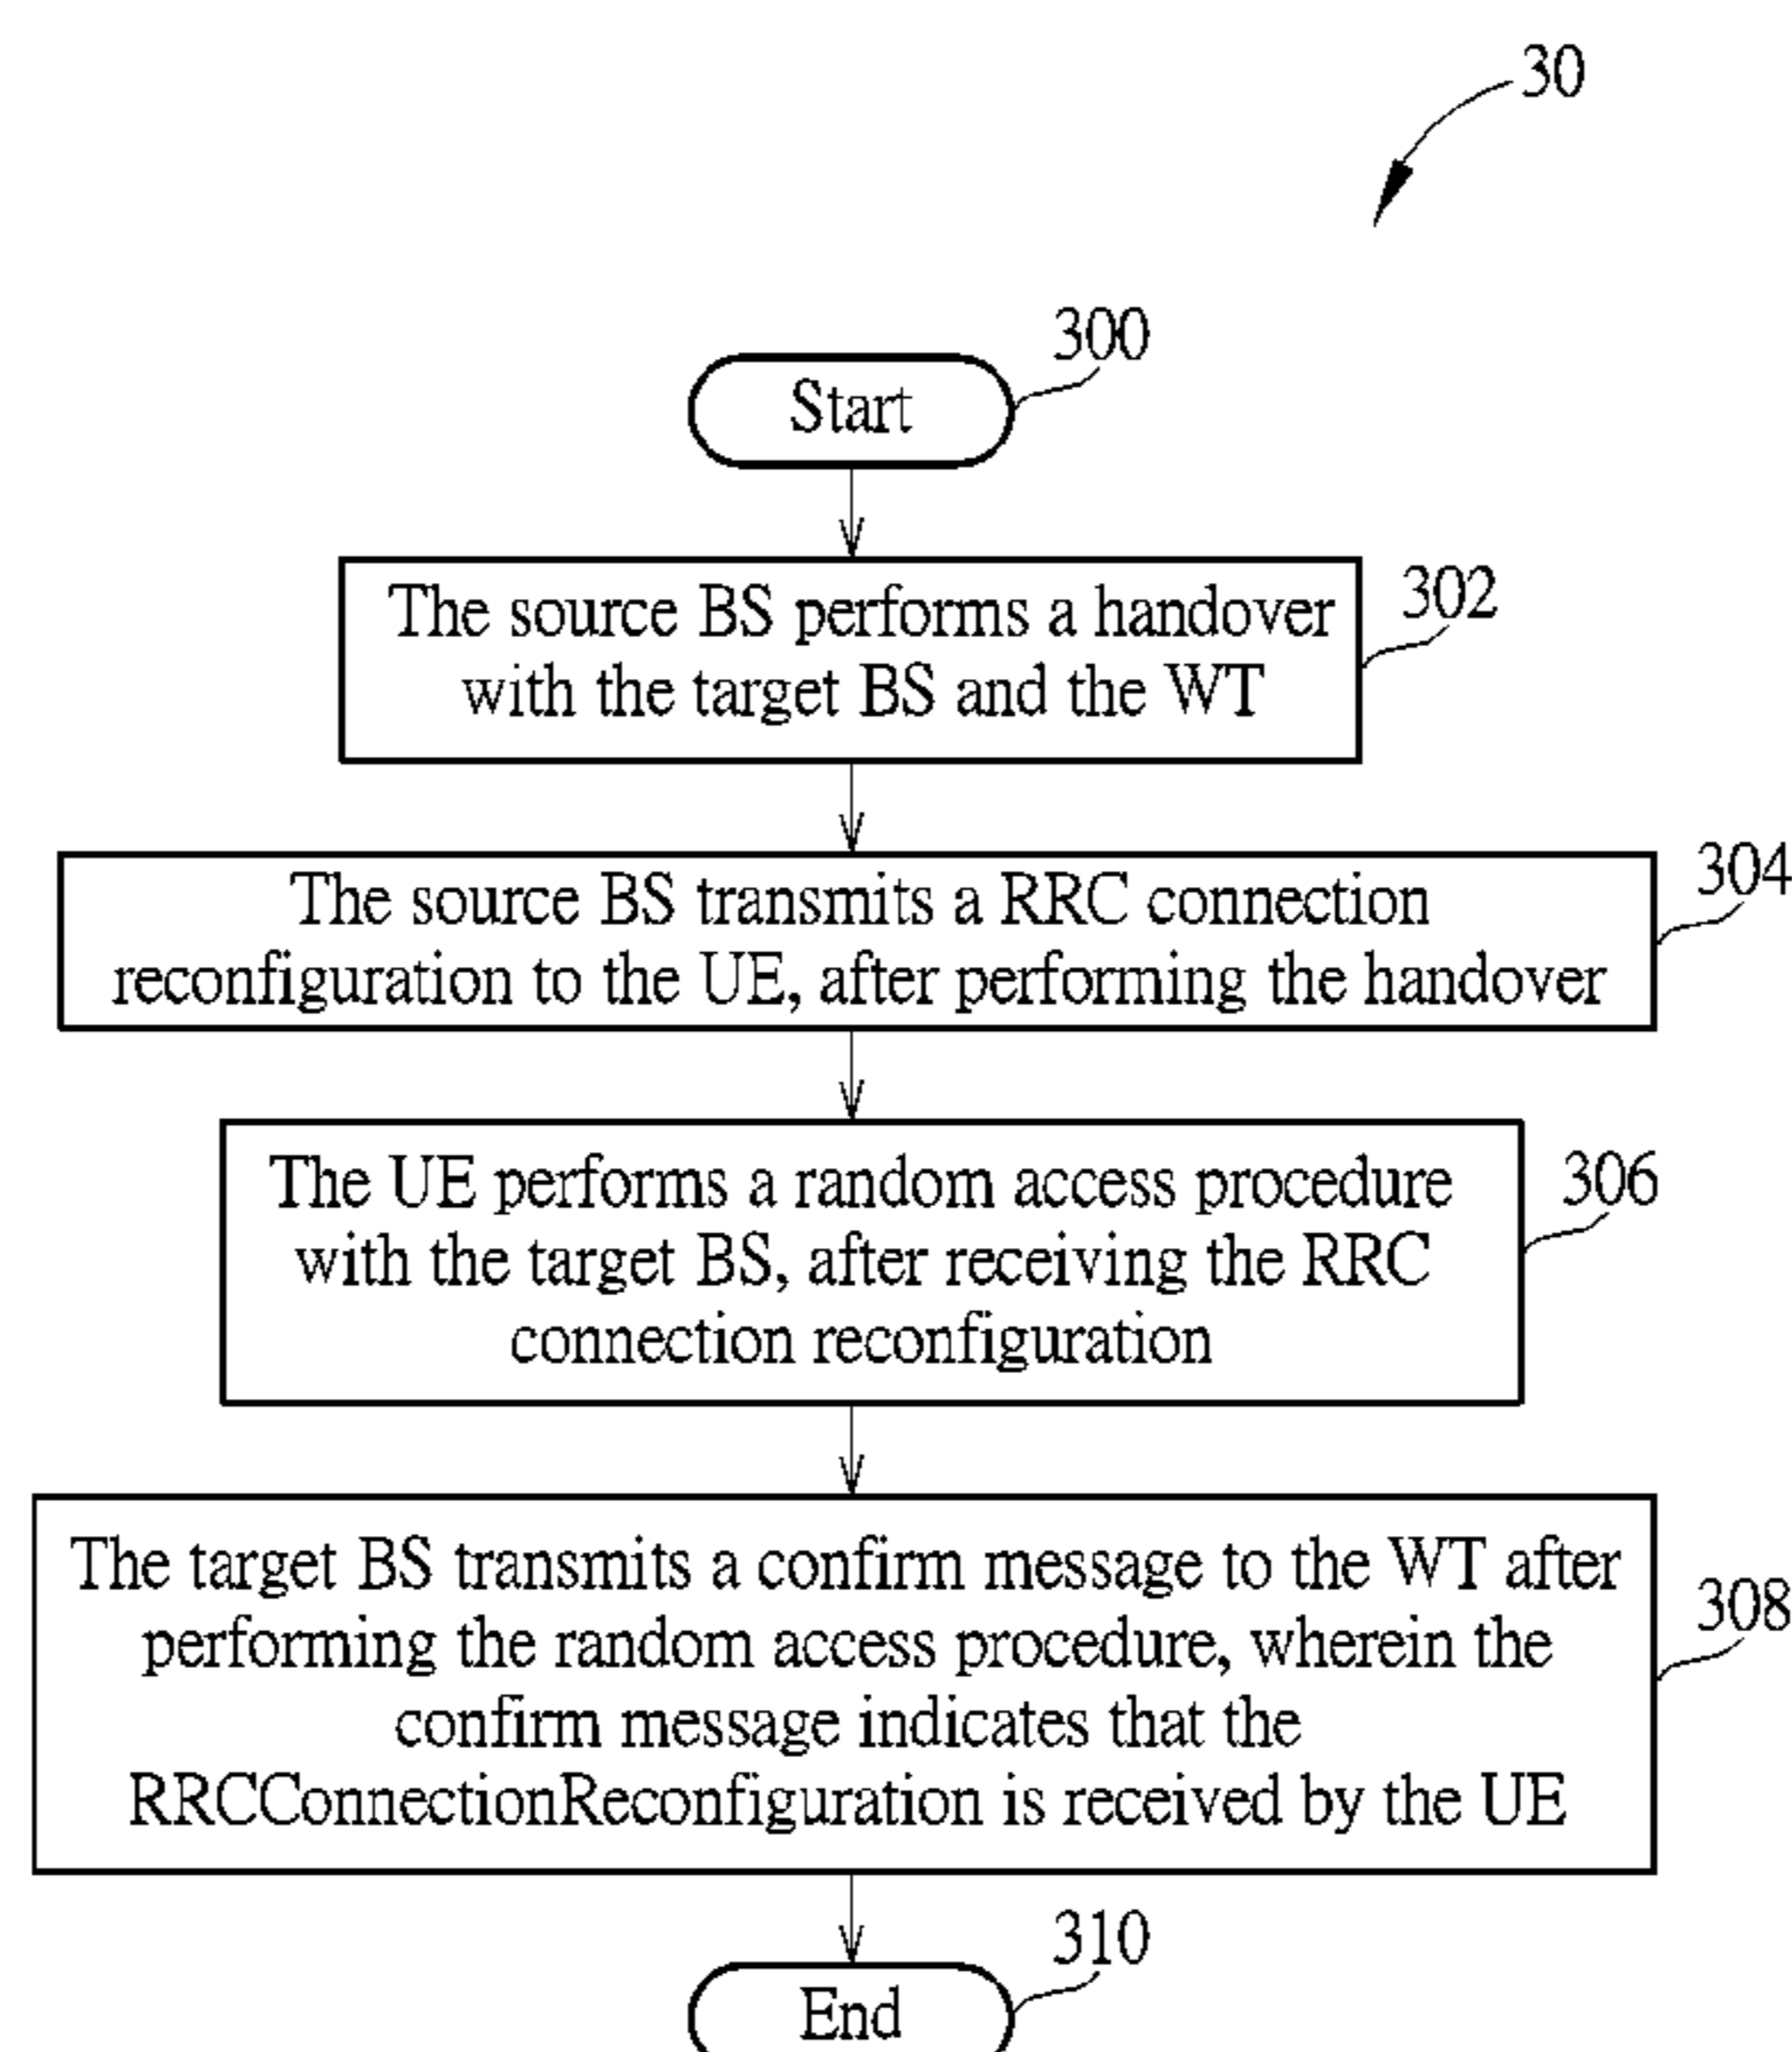 30
300
Start
302
The source BS performs a handover
with the target BS and the WT
304
The source BS transmits a RRC connection
reconfiguration to the UE, after performing the handover
306
The UE performs a random access procedure
with the target BS, after receiving the RRC
connection reconfiguration
308
The target BS transmits a confirm message to the WT after
performing the random access procedure, wherein the
confirm message indicates that the
RRCConnectionReconfiguration is received by the UE
310
End